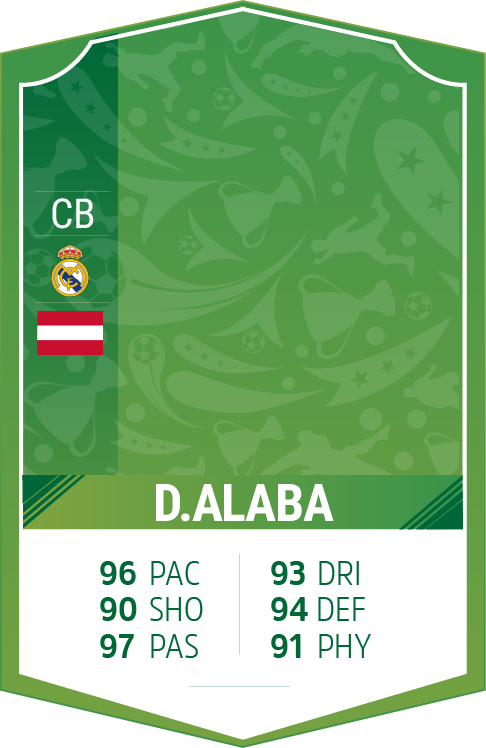 CB
D.ALABA
96 PAC
90 SHO
97 PAS
93 DRI
94 DEF
91 PHY